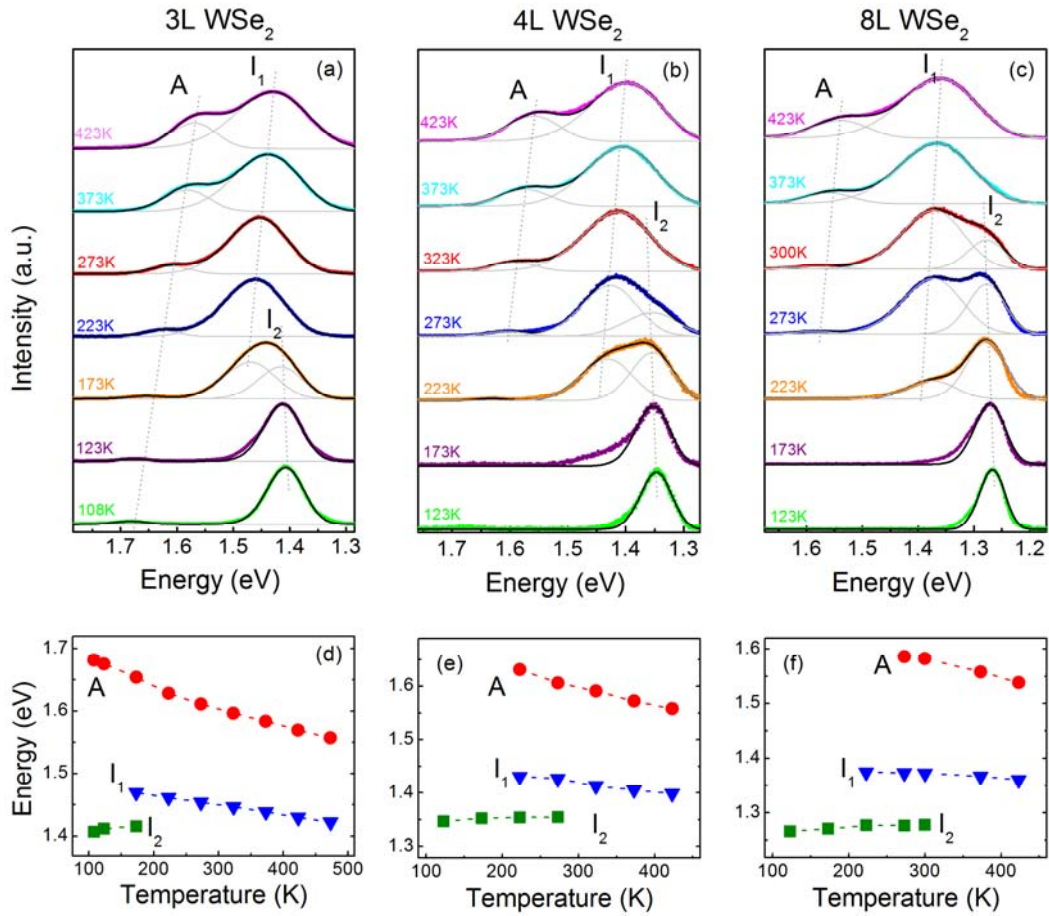 3L WSe₂
4L WSe₂
8L WSe₂
Intensity (a.u.)
(a)
A
I₁
I₂
423K
373K
273K
223K
173K
123K
108K
1.7 1.6 1.5 1.4 1.3
Energy (eV)
(b)
A
I₁
I₂
423K
373K
323K
273K
223K
173K
123K
1.7 1.6 1.5 1.4 1.3
Energy (eV)
(c)
A
I₁
I₂
423K
373K
300K
273K
223K
173K
123K
1.6 1.5 1.4 1.3 1.2
Energy (eV)
Energy (eV)
1.7
1.6
1.5
1.4
(d)
A
I₁
I₂
100 200 300 400 500
Temperature (K)
1.6
1.5
1.4
1.3
(e)
A
I₁
I₂
100 200 300 400
Temperature (K)
1.6
1.5
1.4
1.3
(f)
A
I₁
I₂
100 200 300 400
Temperature (K)